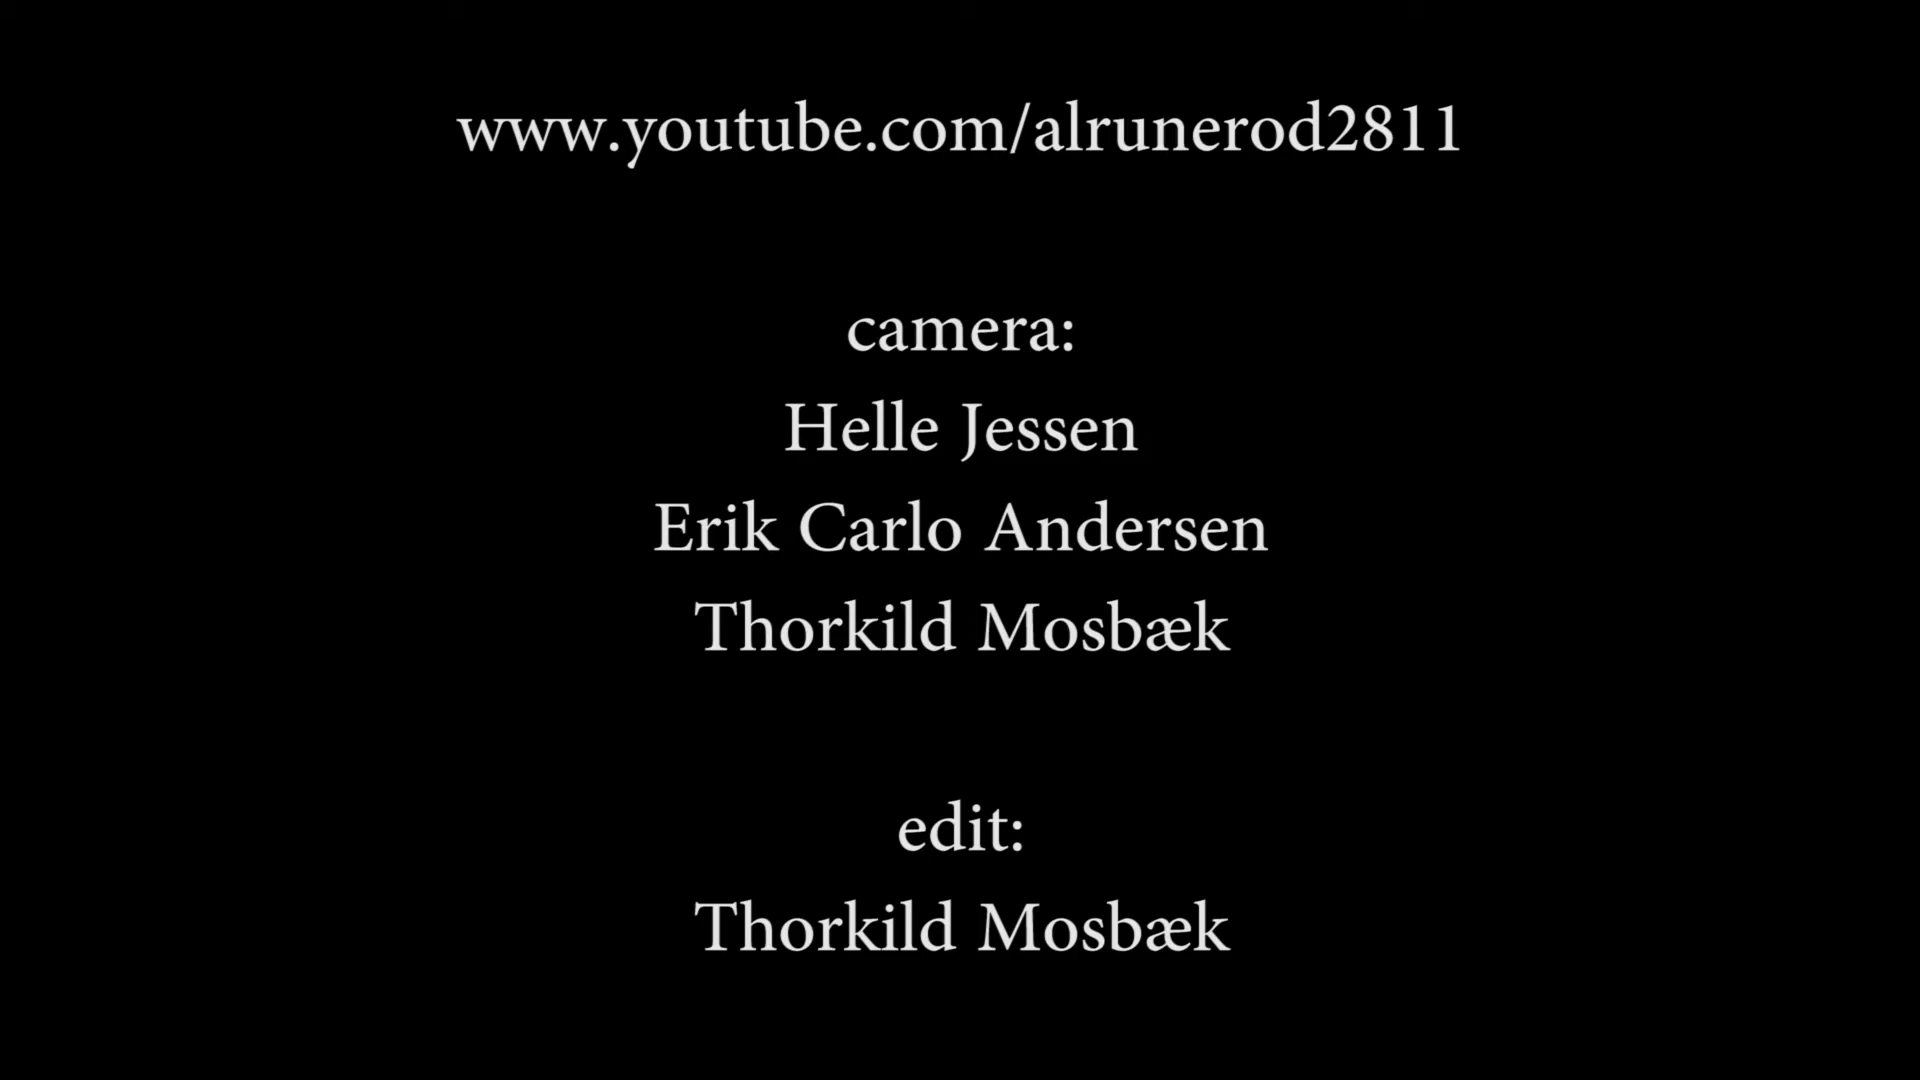 www.youtube.com/alrunerod2811
camera:
Helle Jessen
Erik Carlo Andersen
Thorkild Mosbæk
edit:
Thorkild Mosbæk